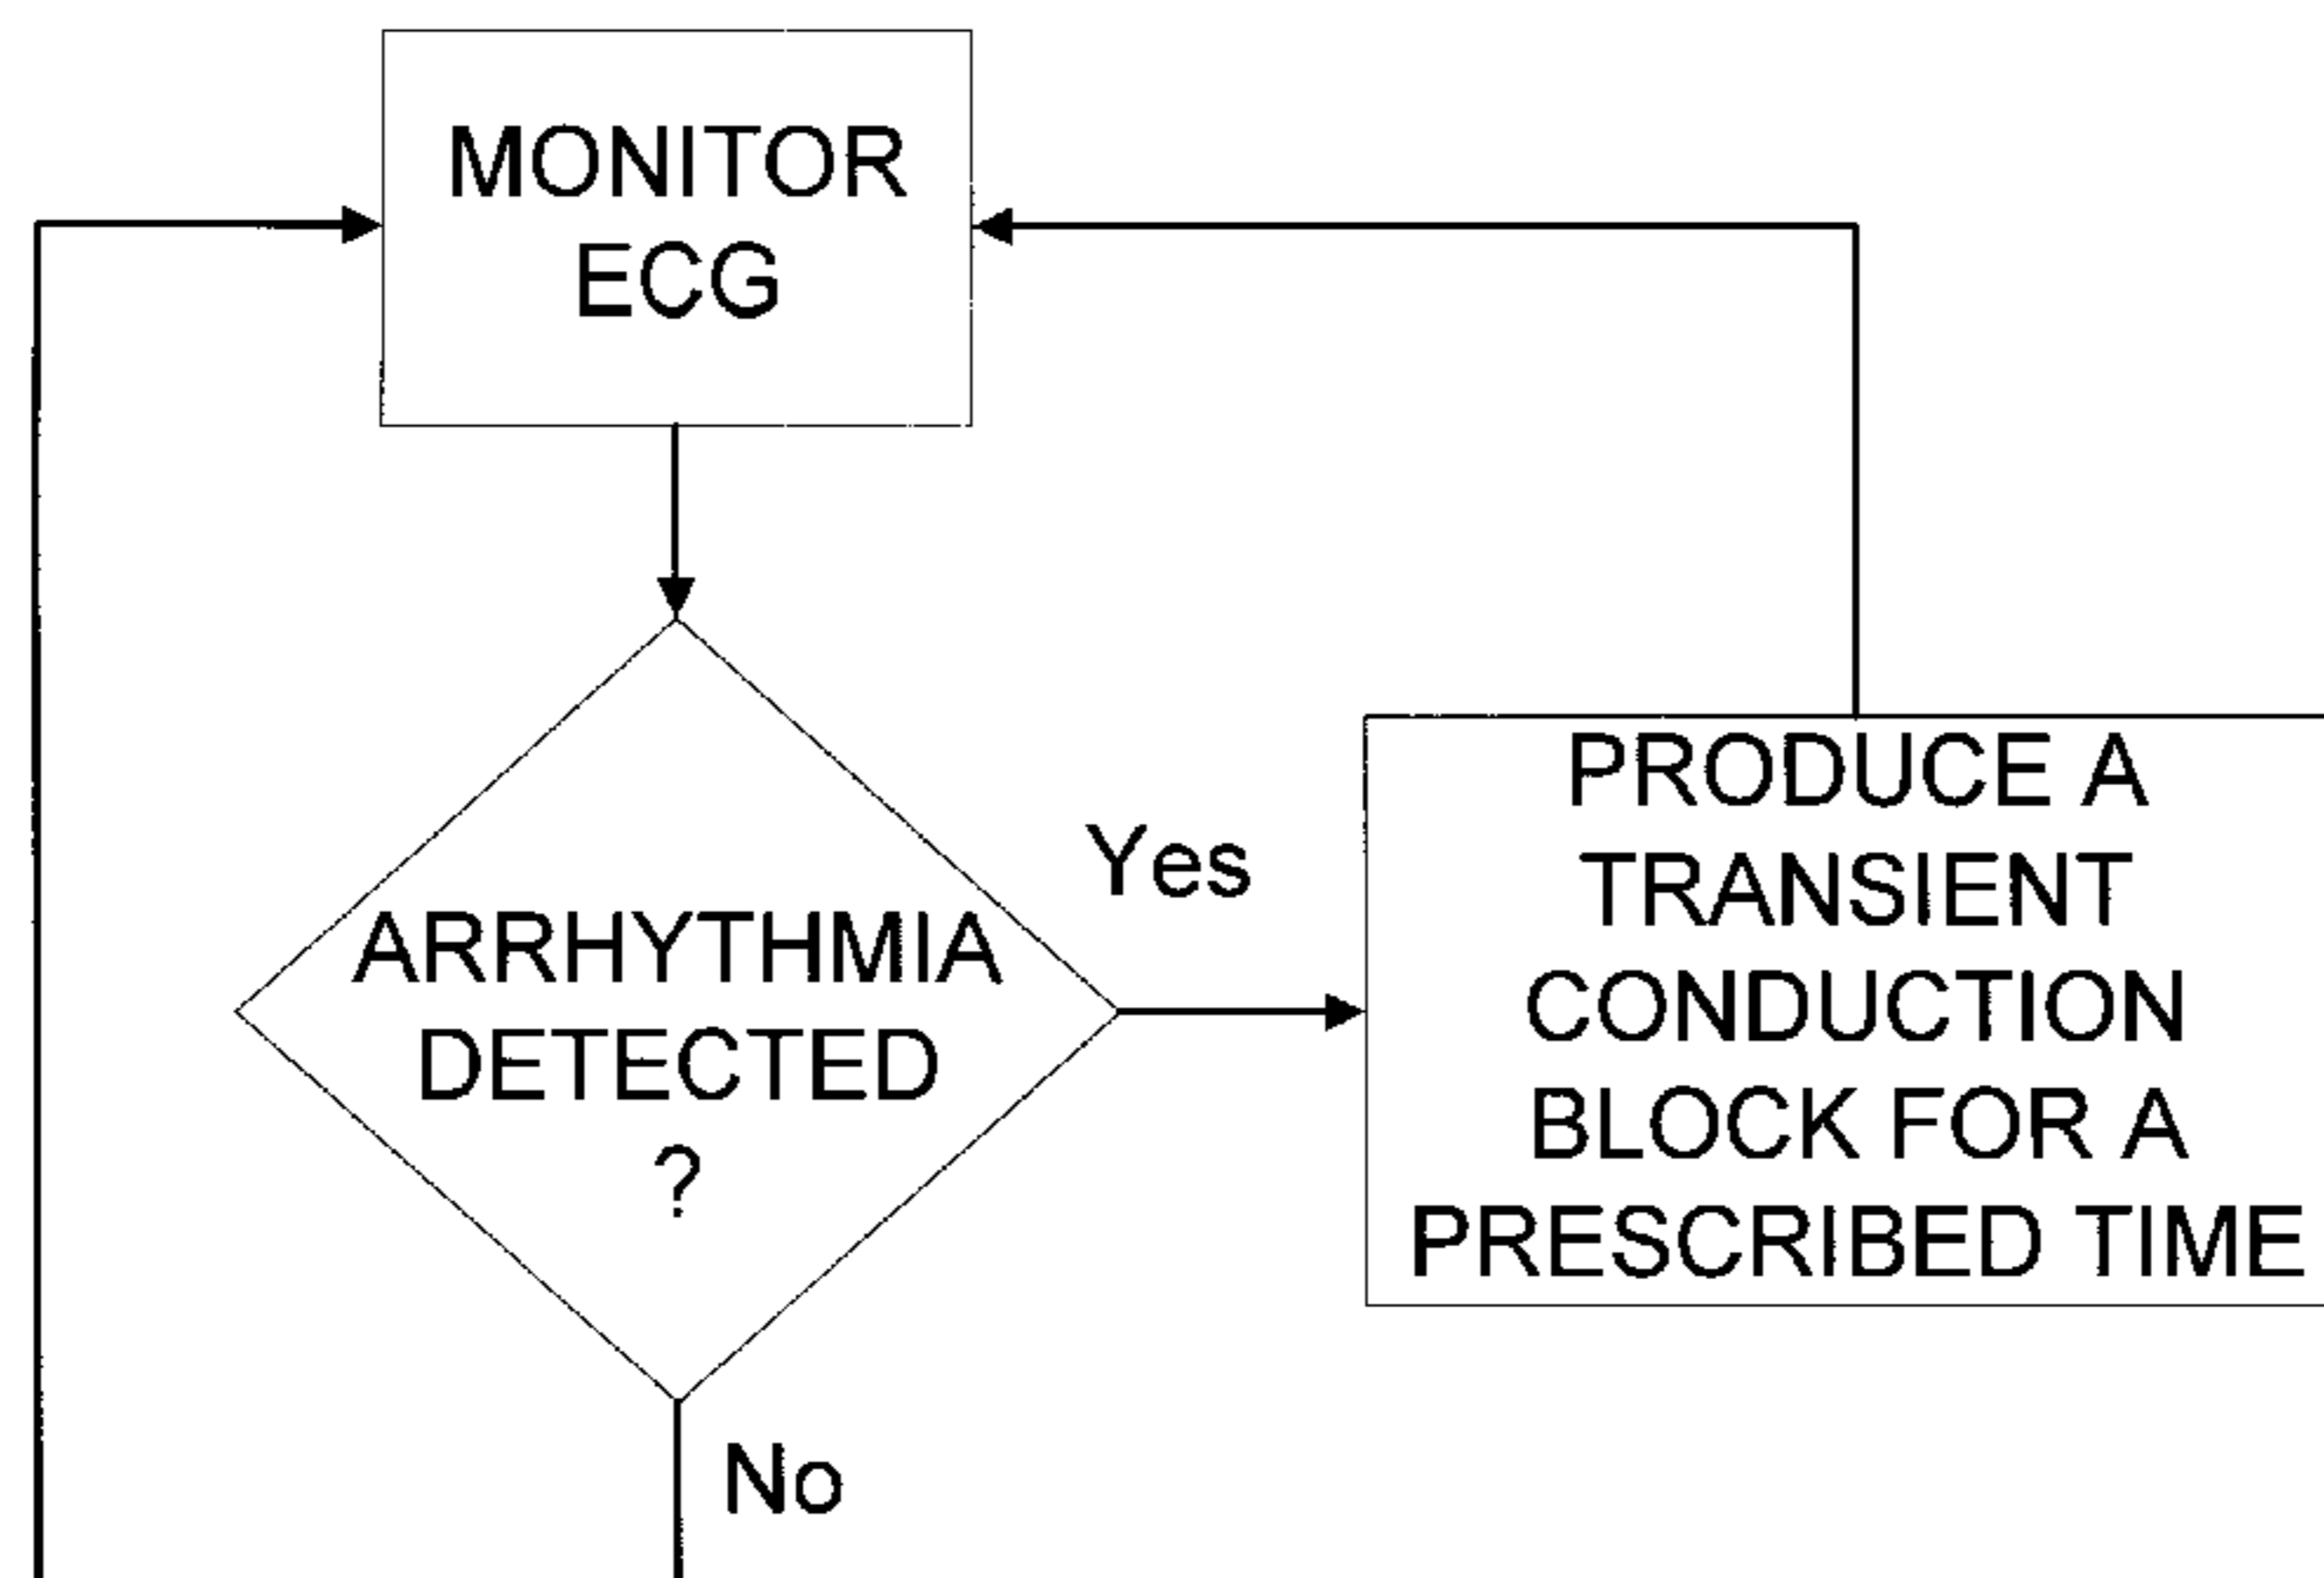 MONITOR
ECG
ARRHYTHMIA
DETECTED
?
Yes
PRODUCE A
TRANSIENT
CONDUCTION
BLOCK FOR A
PRESCRIBED TIME
No